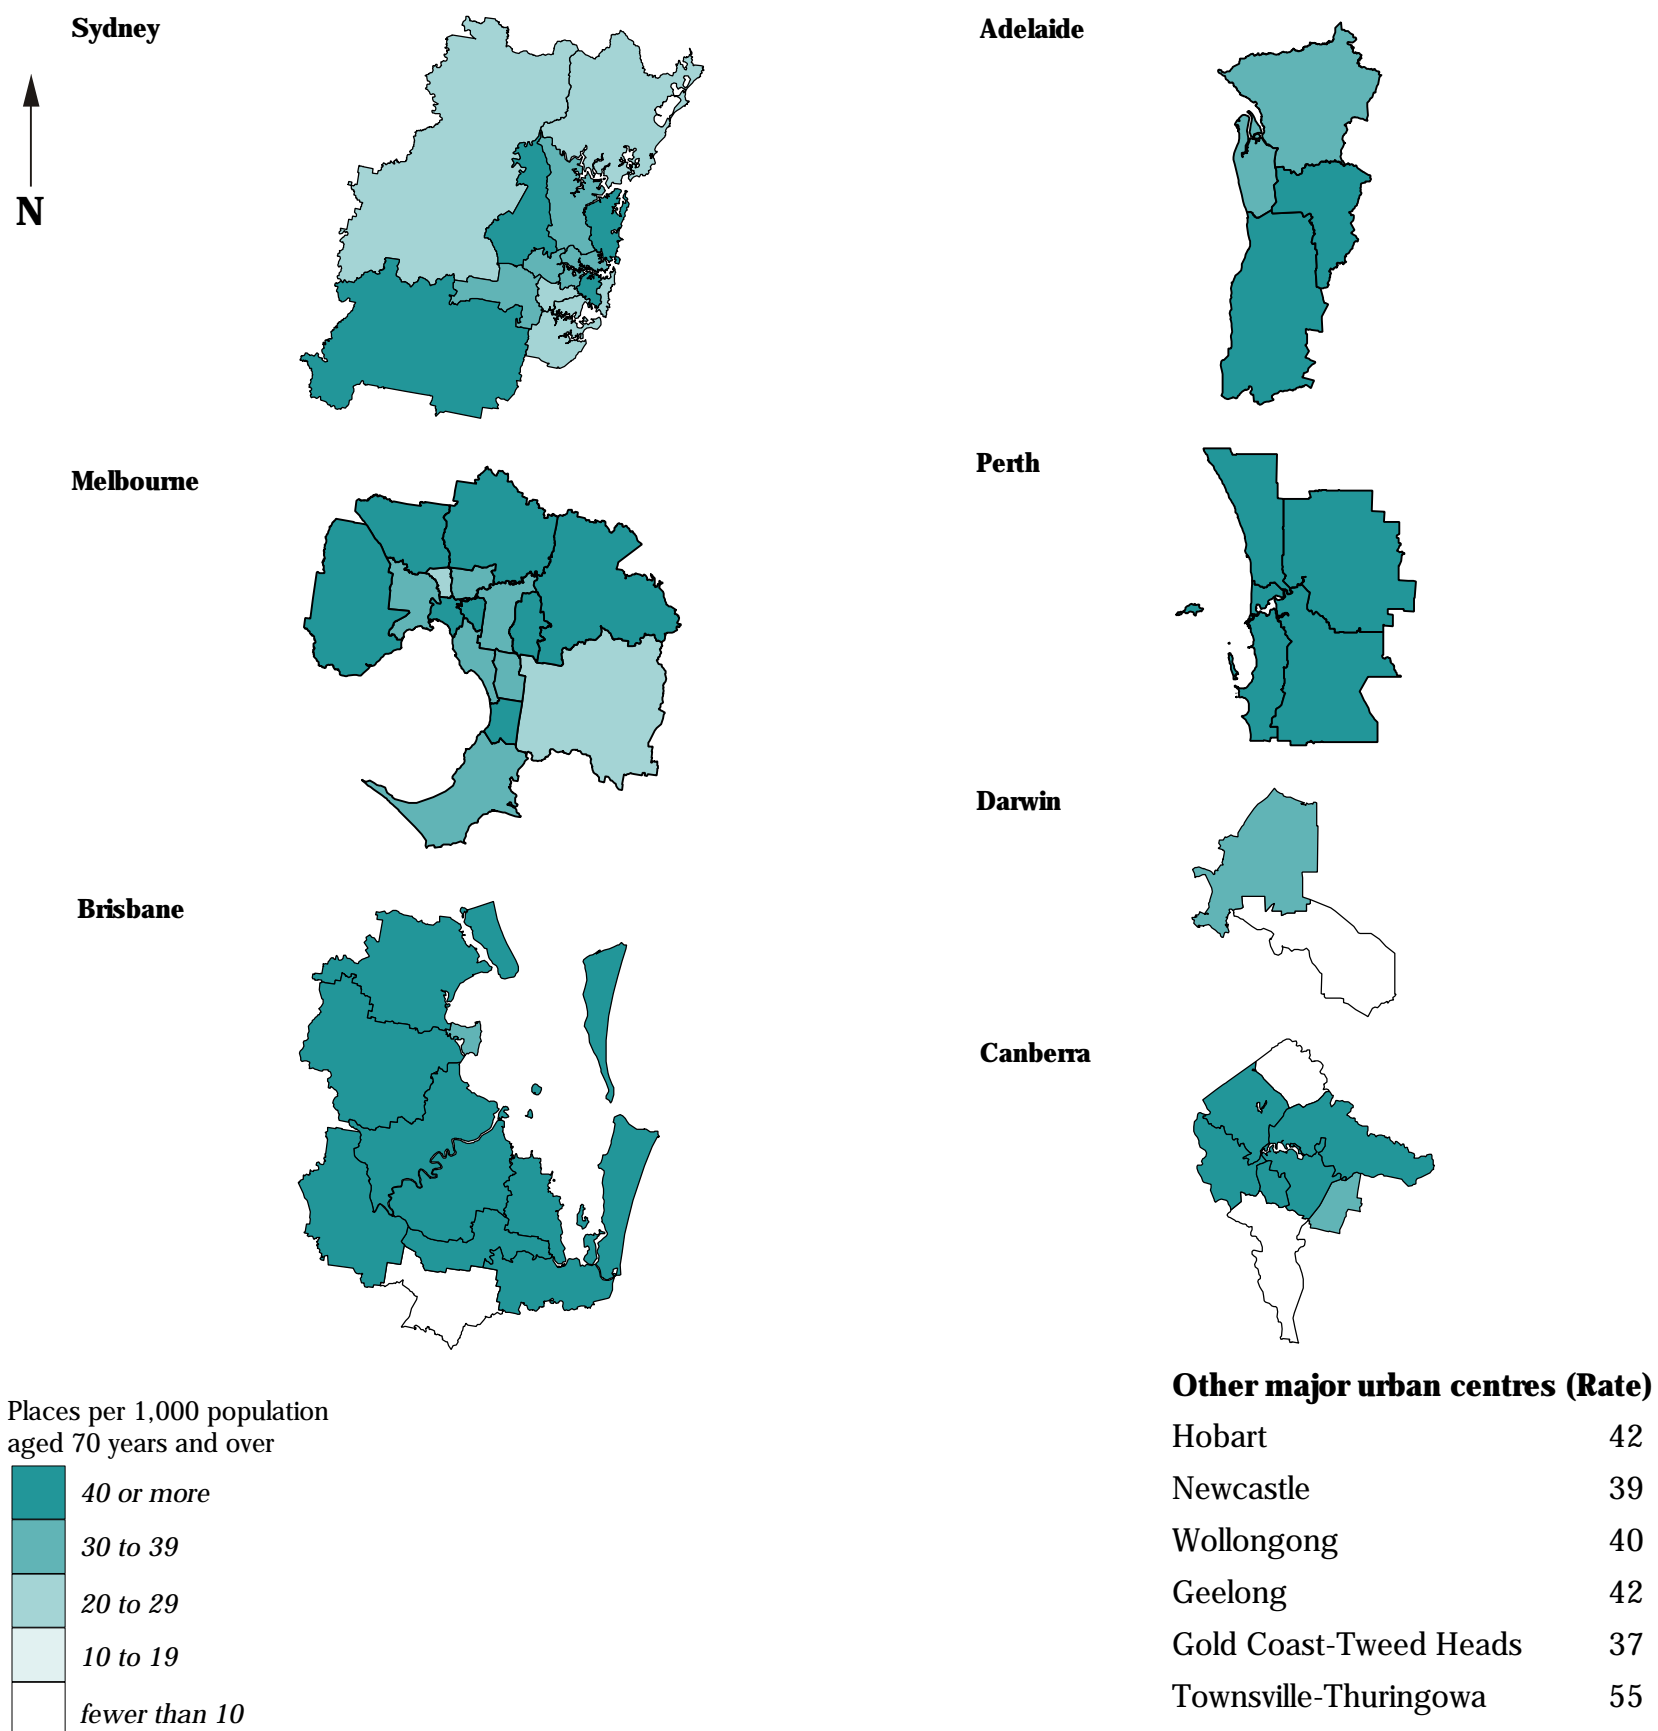 Sydney
N
Melbourne
Brisbane
Adelaide
Perth
Darwin
Canberra
Places per 1,000 population
aged 70 years and over
40 or more
30 to 39
20 to 29
10 to 19
fewer than 10
Other major urban centres (Rate)
Hobart 42
Newcastle 39
Wollongong 40
Geelong 42
Gold Coast-Tweed Heads 37
Townsville-Thuringowa 55